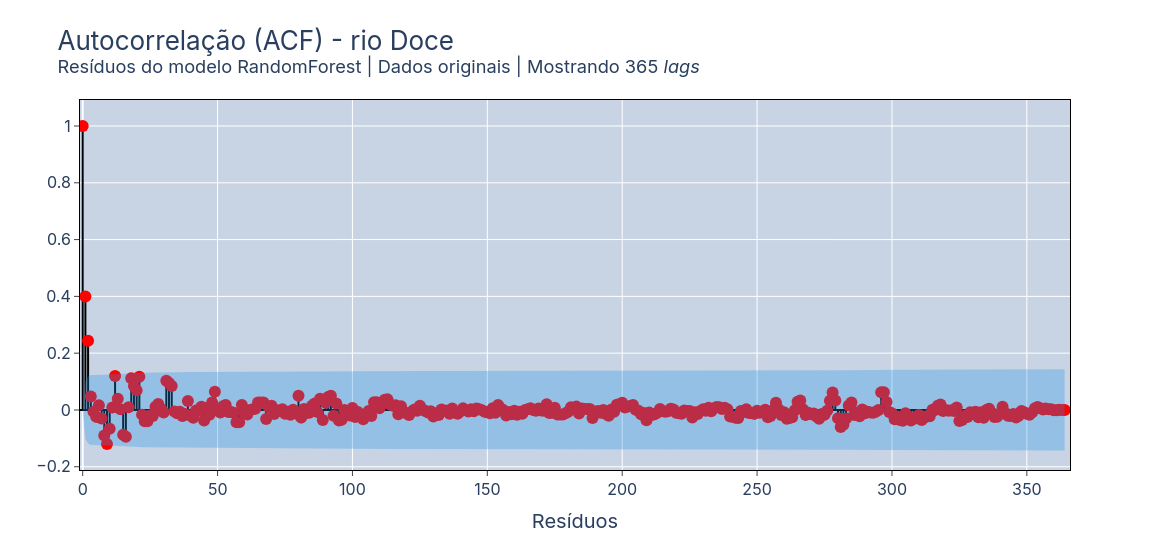 Autocorrelação (ACF) - rio Doce
Resíduos do modelo RandomForest | Dados originais | Mostrando 365 lags
1
0.8
0.6
0.4
0.2
0
−0.2
0 50 100 150 200 250 300 350
Resíduos